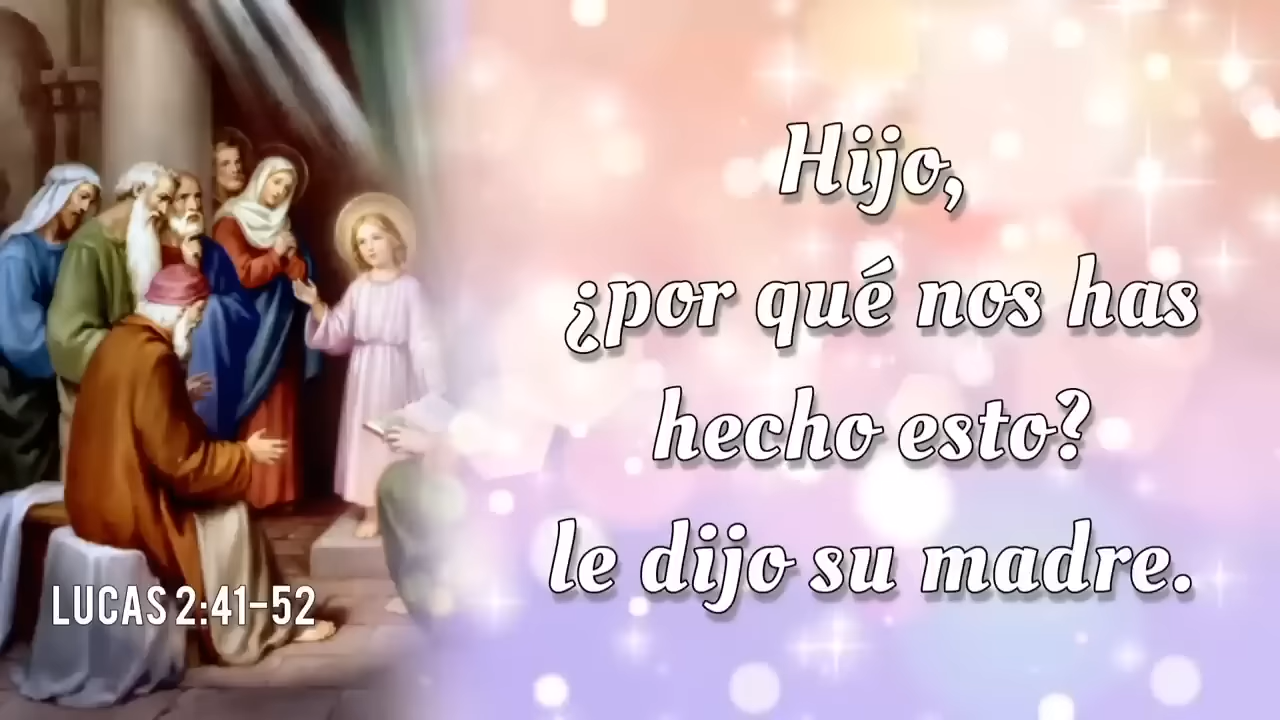 Hijo,
¿por qué nos has
hecho esto?
le dijo su madre.
LUCAS 2:41-52